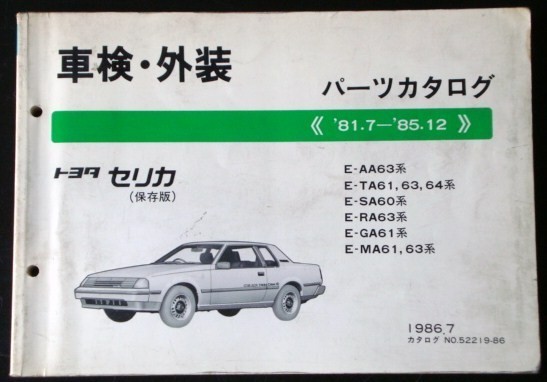 車検・外装
パーツカタログ
《 '81.7—'85.12 》
トヨタ セリカ
(保存版)
E-AA63系
E-TA61,63,64系
E-SA60系
E-RA63系
E-GA61系
E-MA61,63系
1986.7
カタログ NO.52219-86